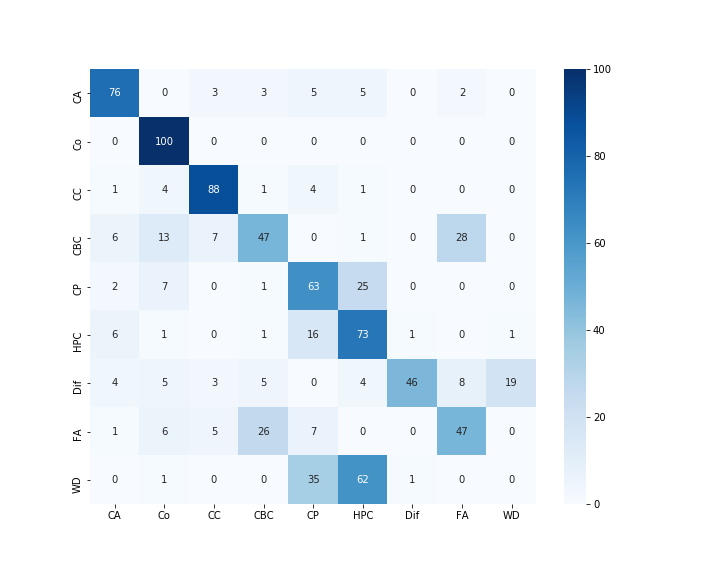 CA 76 0 3 3 5 5 0 2 0
Co 0 100 0 0 0 0 0 0 0
CC 1 4 88 1 4 1 0 0 0
CBC 6 13 7 47 0 1 0 28 0
CP 2 7 0 1 63 25 0 0 0
HPC 6 1 0 1 16 73 1 0 1
Dif 4 5 3 5 0 4 46 8 19
FA 1 6 5 26 7 0 0 47 0
WD 0 1 0 0 35 62 1 0 0
CA Co CC CBC CP HPC Dif FA WD
100
80
60
40
20
0